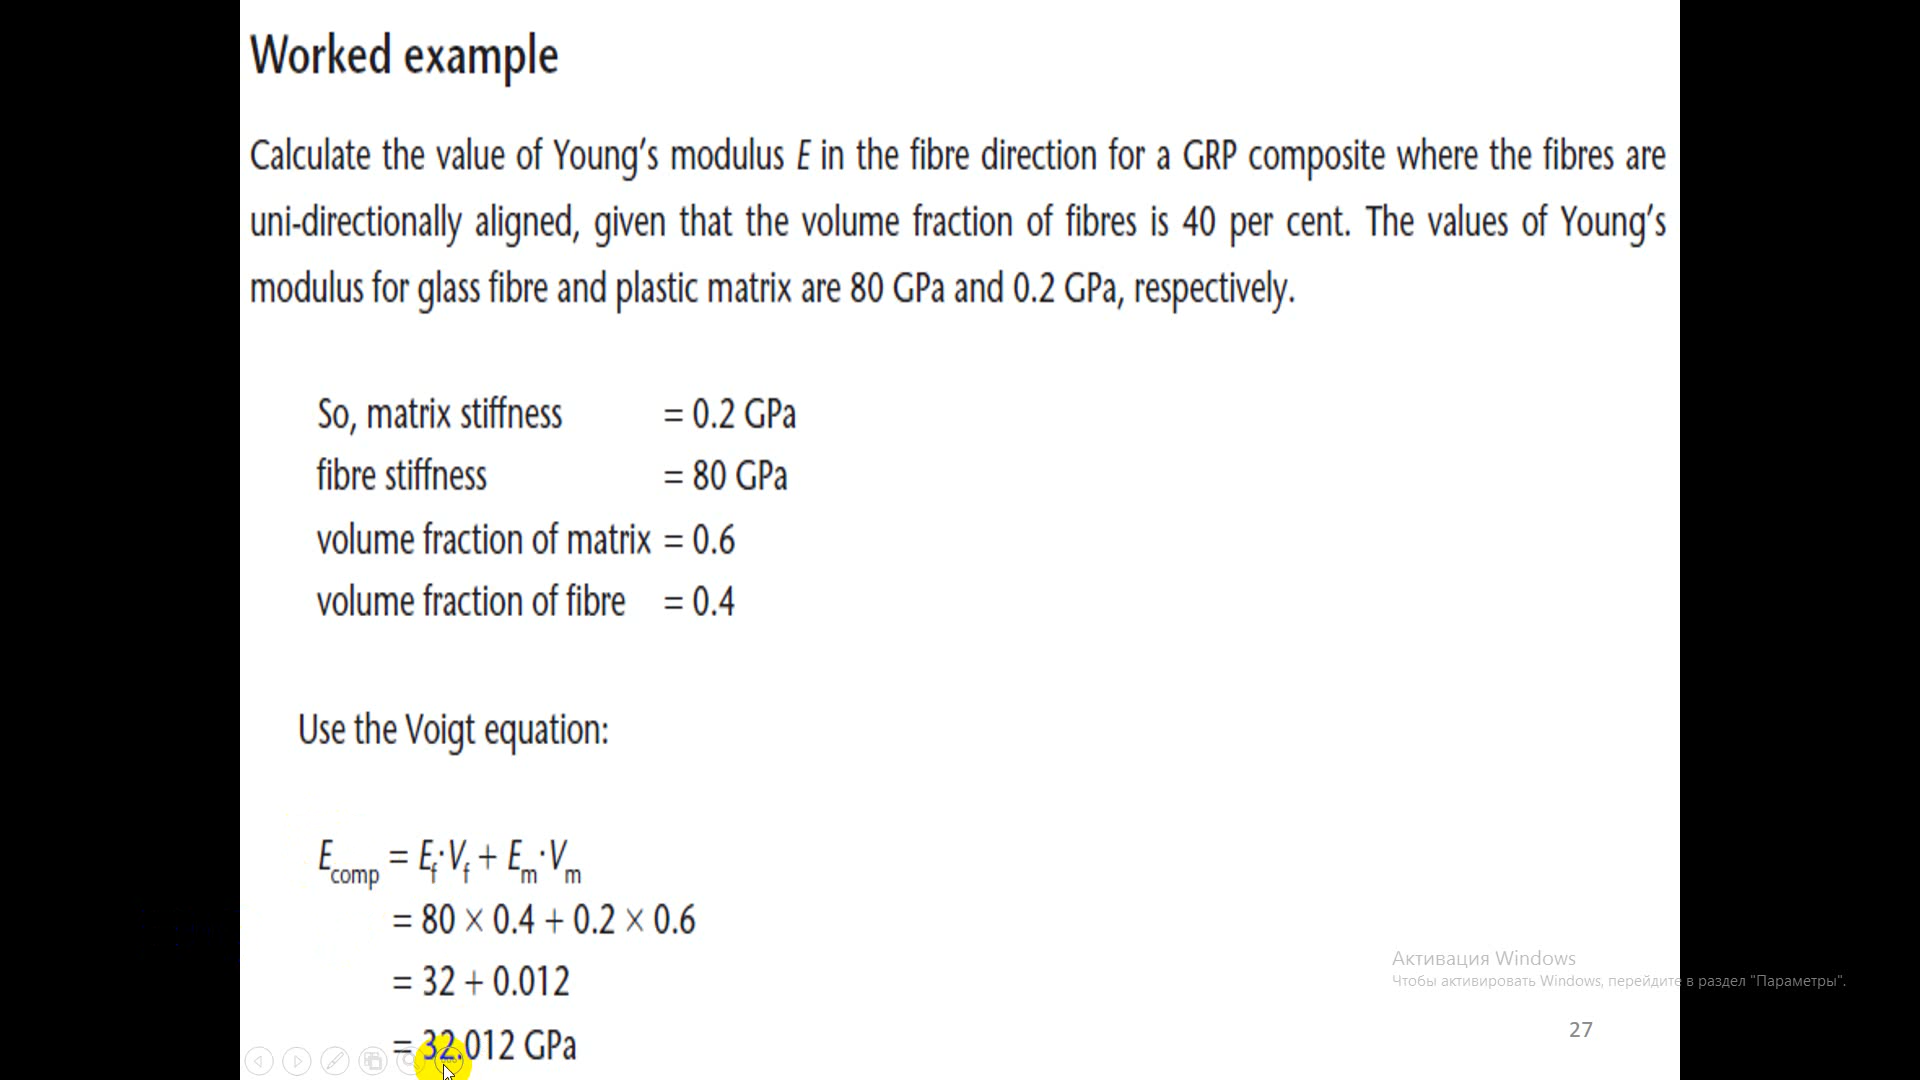 Worked example
Calculate the value of Young’s modulus E in the fibre direction for a GRP composite where the fibres are
uni-directionally aligned, given that the volume fraction of fibres is 40 per cent. The values of Young’s
modulus for glass fibre and plastic matrix are 80 GPa and 0.2 GPa, respectively.
So, matrix stiffness = 0.2 GPa
fibre stiffness = 80 GPa
volume fraction of matrix = 0.6
volume fraction of fibre = 0.4
Use the Voigt equation:
E_comp = E_f·V_f + E_m·V_m
= 80 × 0.4 + 0.2 × 0.6
= 32 + 0.012
= 32.012 GPa
Активация Windows
Чтобы активировать Windows, перейдите в раздел "Параметры".
27